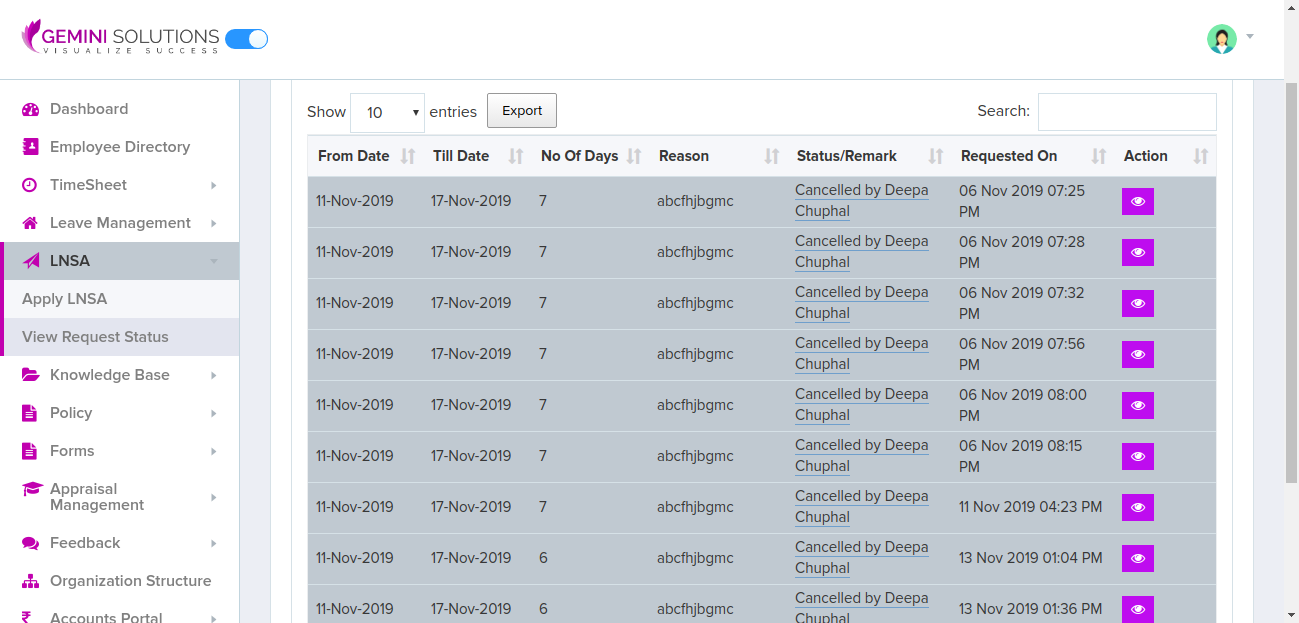 GEMINI SOLUTIONS
VISUALIZE SUCCESS
Dashboard
Employee Directory
TimeSheet
Leave Management
LNSA
Apply LNSA
View Request Status
Knowledge Base
Policy
Forms
Appraisal
Management
Feedback
Organization Structure
Accounts Portal
Show 10 entries Export Search:
From Date Till Date No Of Days Reason Status/Remark Requested On Action
11-Nov-2019 17-Nov-2019 7 abcfhjbgmc Cancelled by Deepa Chuphal 06 Nov 2019 07:25 PM
11-Nov-2019 17-Nov-2019 7 abcfhjbgmc Cancelled by Deepa Chuphal 06 Nov 2019 07:28 PM
11-Nov-2019 17-Nov-2019 7 abcfhjbgmc Cancelled by Deepa Chuphal 06 Nov 2019 07:32 PM
11-Nov-2019 17-Nov-2019 7 abcfhjbgmc Cancelled by Deepa Chuphal 06 Nov 2019 07:56 PM
11-Nov-2019 17-Nov-2019 7 abcfhjbgmc Cancelled by Deepa Chuphal 06 Nov 2019 08:00 PM
11-Nov-2019 17-Nov-2019 7 abcfhjbgmc Cancelled by Deepa Chuphal 06 Nov 2019 08:15 PM
11-Nov-2019 17-Nov-2019 7 abcfhjbgmc Cancelled by Deepa Chuphal 11 Nov 2019 04:23 PM
11-Nov-2019 17-Nov-2019 6 abcfhjbgmc Cancelled by Deepa Chuphal 13 Nov 2019 01:04 PM
11-Nov-2019 17-Nov-2019 6 abcfhjbgmc Cancelled by Deepa Chuphal 13 Nov 2019 01:36 PM